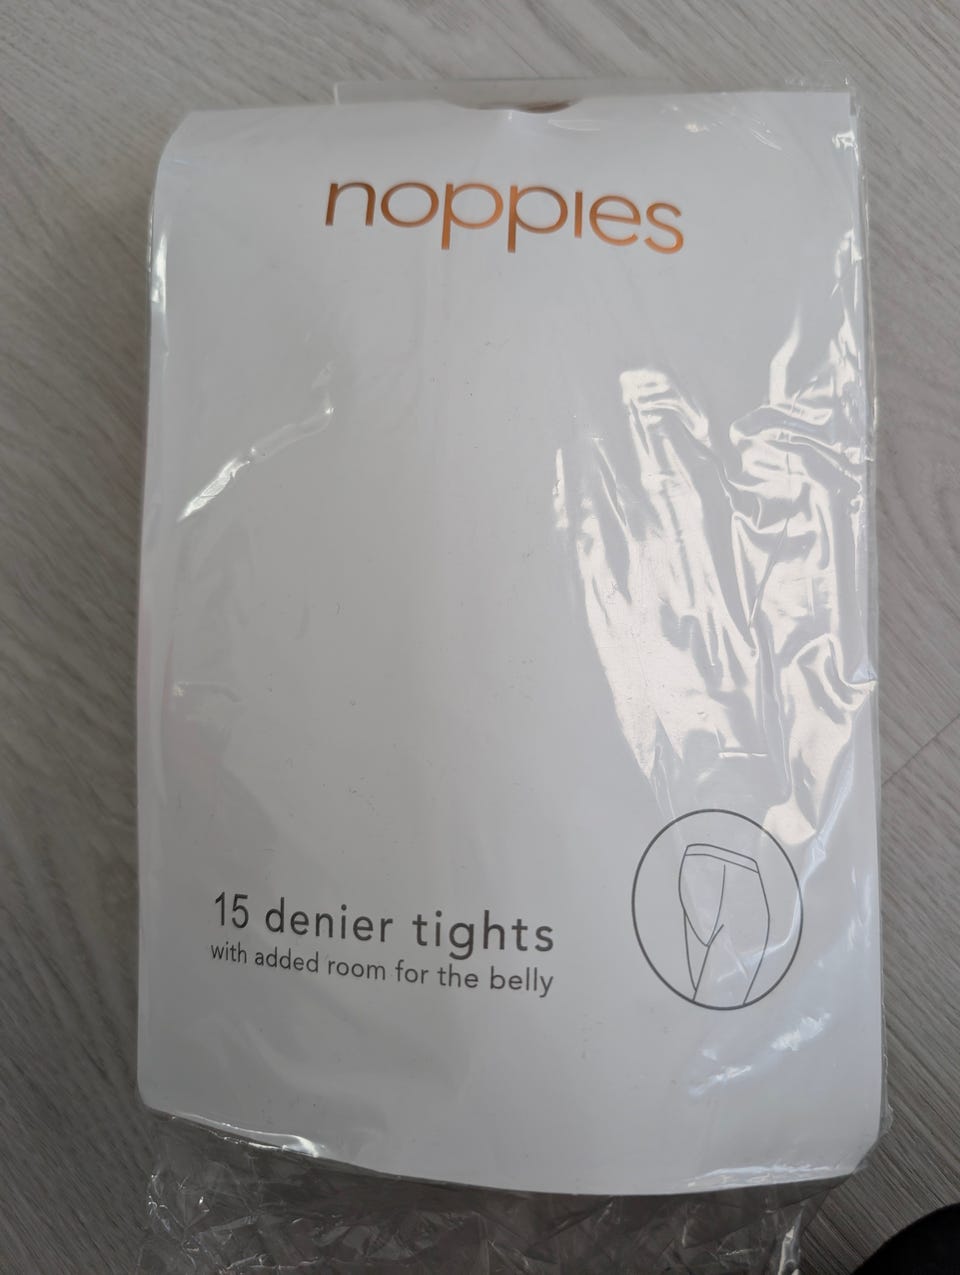 noppies
15 denier tights
with added room for the belly